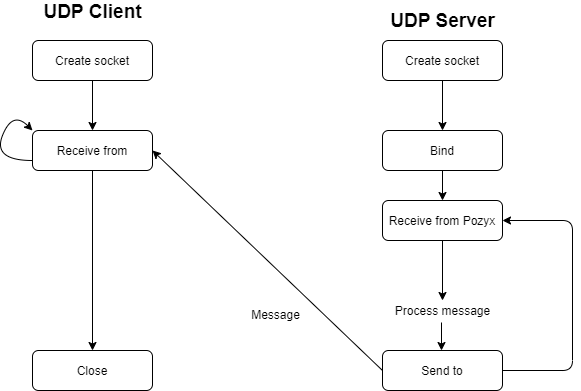 UDP Client
UDP Server
Create socket
Create socket
Receive from
Bind
Receive from Pozyx
Process message
Message
Close
Send to